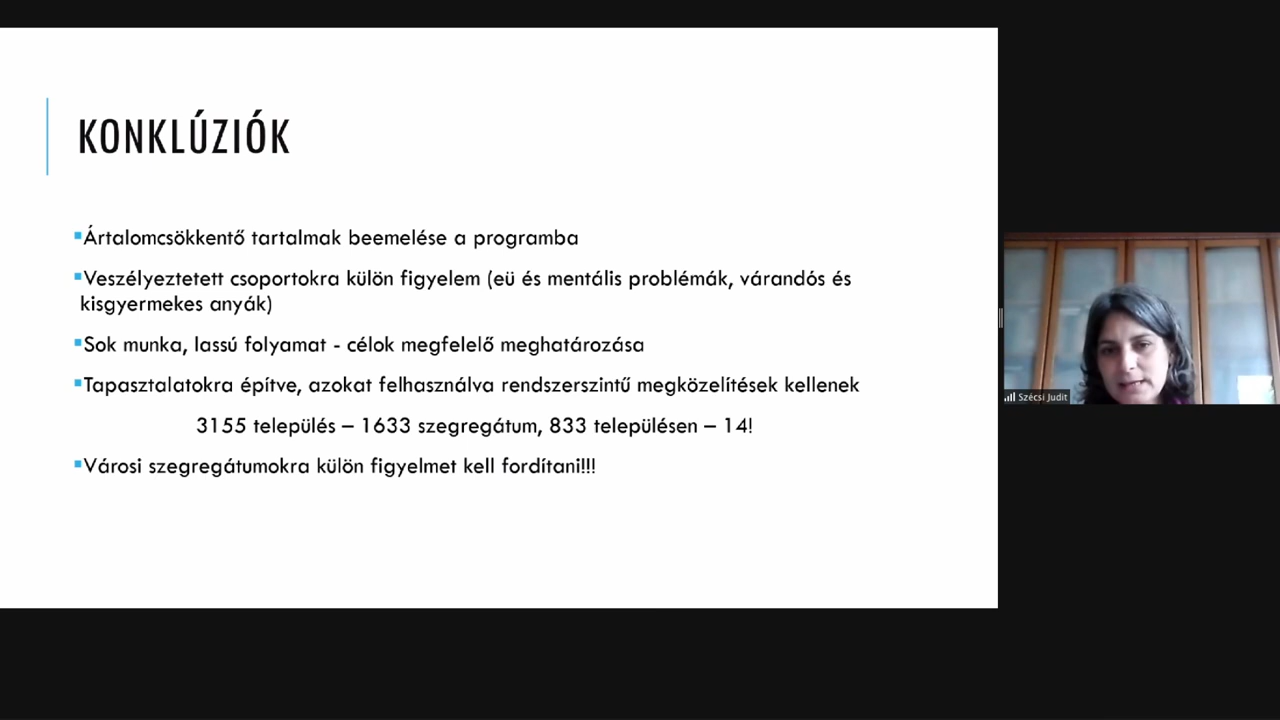 KONKLÚZIÓK
Ártalomcsökkentő tartalmak beemelése a programba
Veszélyeztetett csoportokra külön figyelem (eü és mentális problémák, várandós és
kisgyermekes anyák)
Sok munka, lassú folyamat - célok megfelelő meghatározása
Tapasztalatokra építve, azokat felhasználva rendszerszintű megközelítések kellenek
3155 település – 1633 szegregátum, 833 településen – 14!
Városi szegregátumokra külön figyelmet kell fordítani!!!
Szécsi Judit